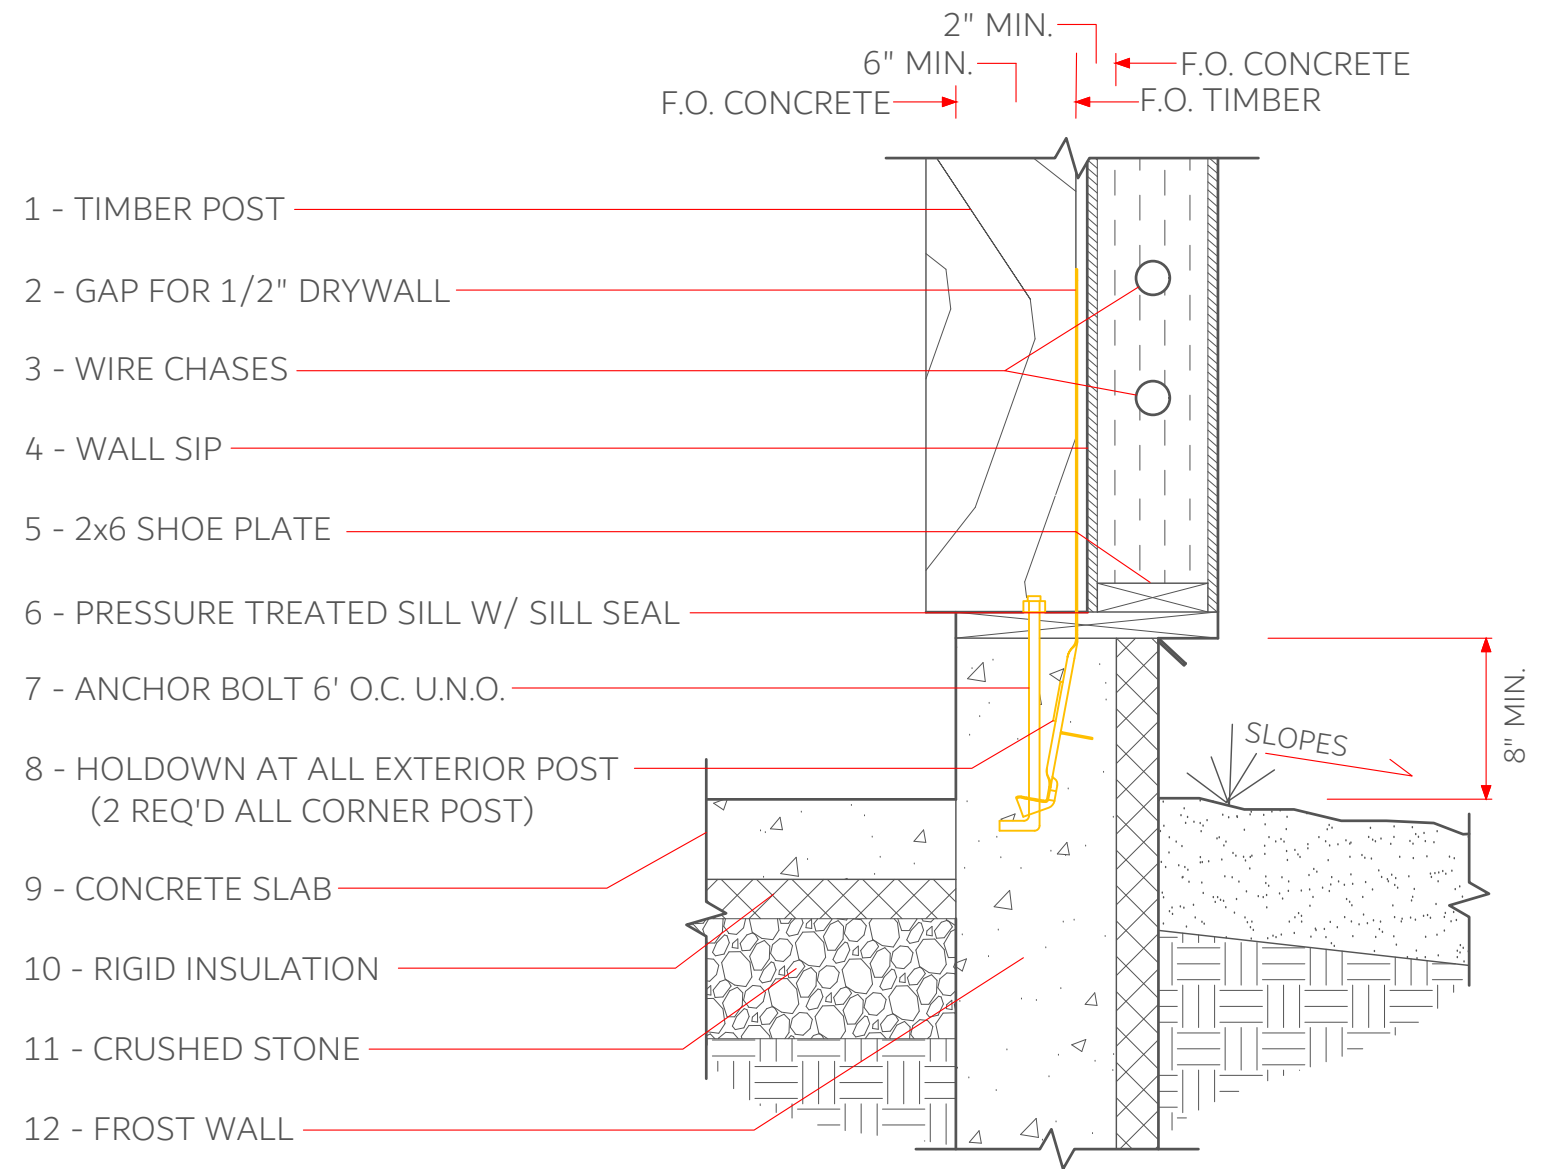 2" MIN.
6" MIN.
F.O. CONCRETE
F.O. CONCRETE
F.O. TIMBER
1 - TIMBER POST
2 - GAP FOR 1/2" DRYWALL
3 - WIRE CHASES
4 - WALL SIP
5 - 2x6 SHOE PLATE
6 - PRESSURE TREATED SILL W/ SILL SEAL
7 - ANCHOR BOLT 6' O.C. U.N.O.
8 - HOLDOWN AT ALL EXTERIOR POST
(2 REQ'D ALL CORNER POST)
9 - CONCRETE SLAB
10 - RIGID INSULATION
11 - CRUSHED STONE
12 - FROST WALL
SLOPES
8" MIN.